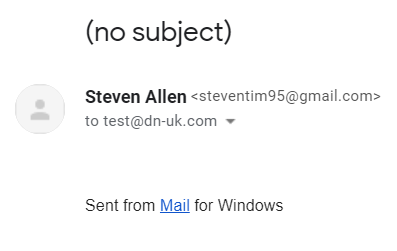 (no subject)
Steven Allen <steventim95@gmail.com>
to test@dn-uk.com
Sent from Mail for Windows